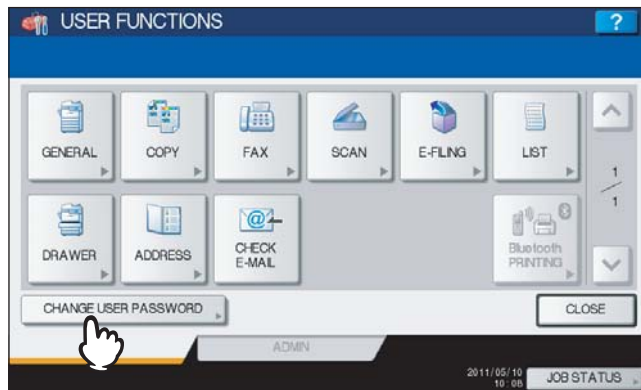 USER FUNCTIONS
?
GENERAL
COPY
FAX
SCAN
E-FILING
LIST
1
1
DRAWER
ADDRESS
@
CHECK
E-MAIL
Bluetooth
PRINTING
CHANGE USER PASSWORD
CLOSE
ADMIN
2011/05/10
10:08
JOB STATUS